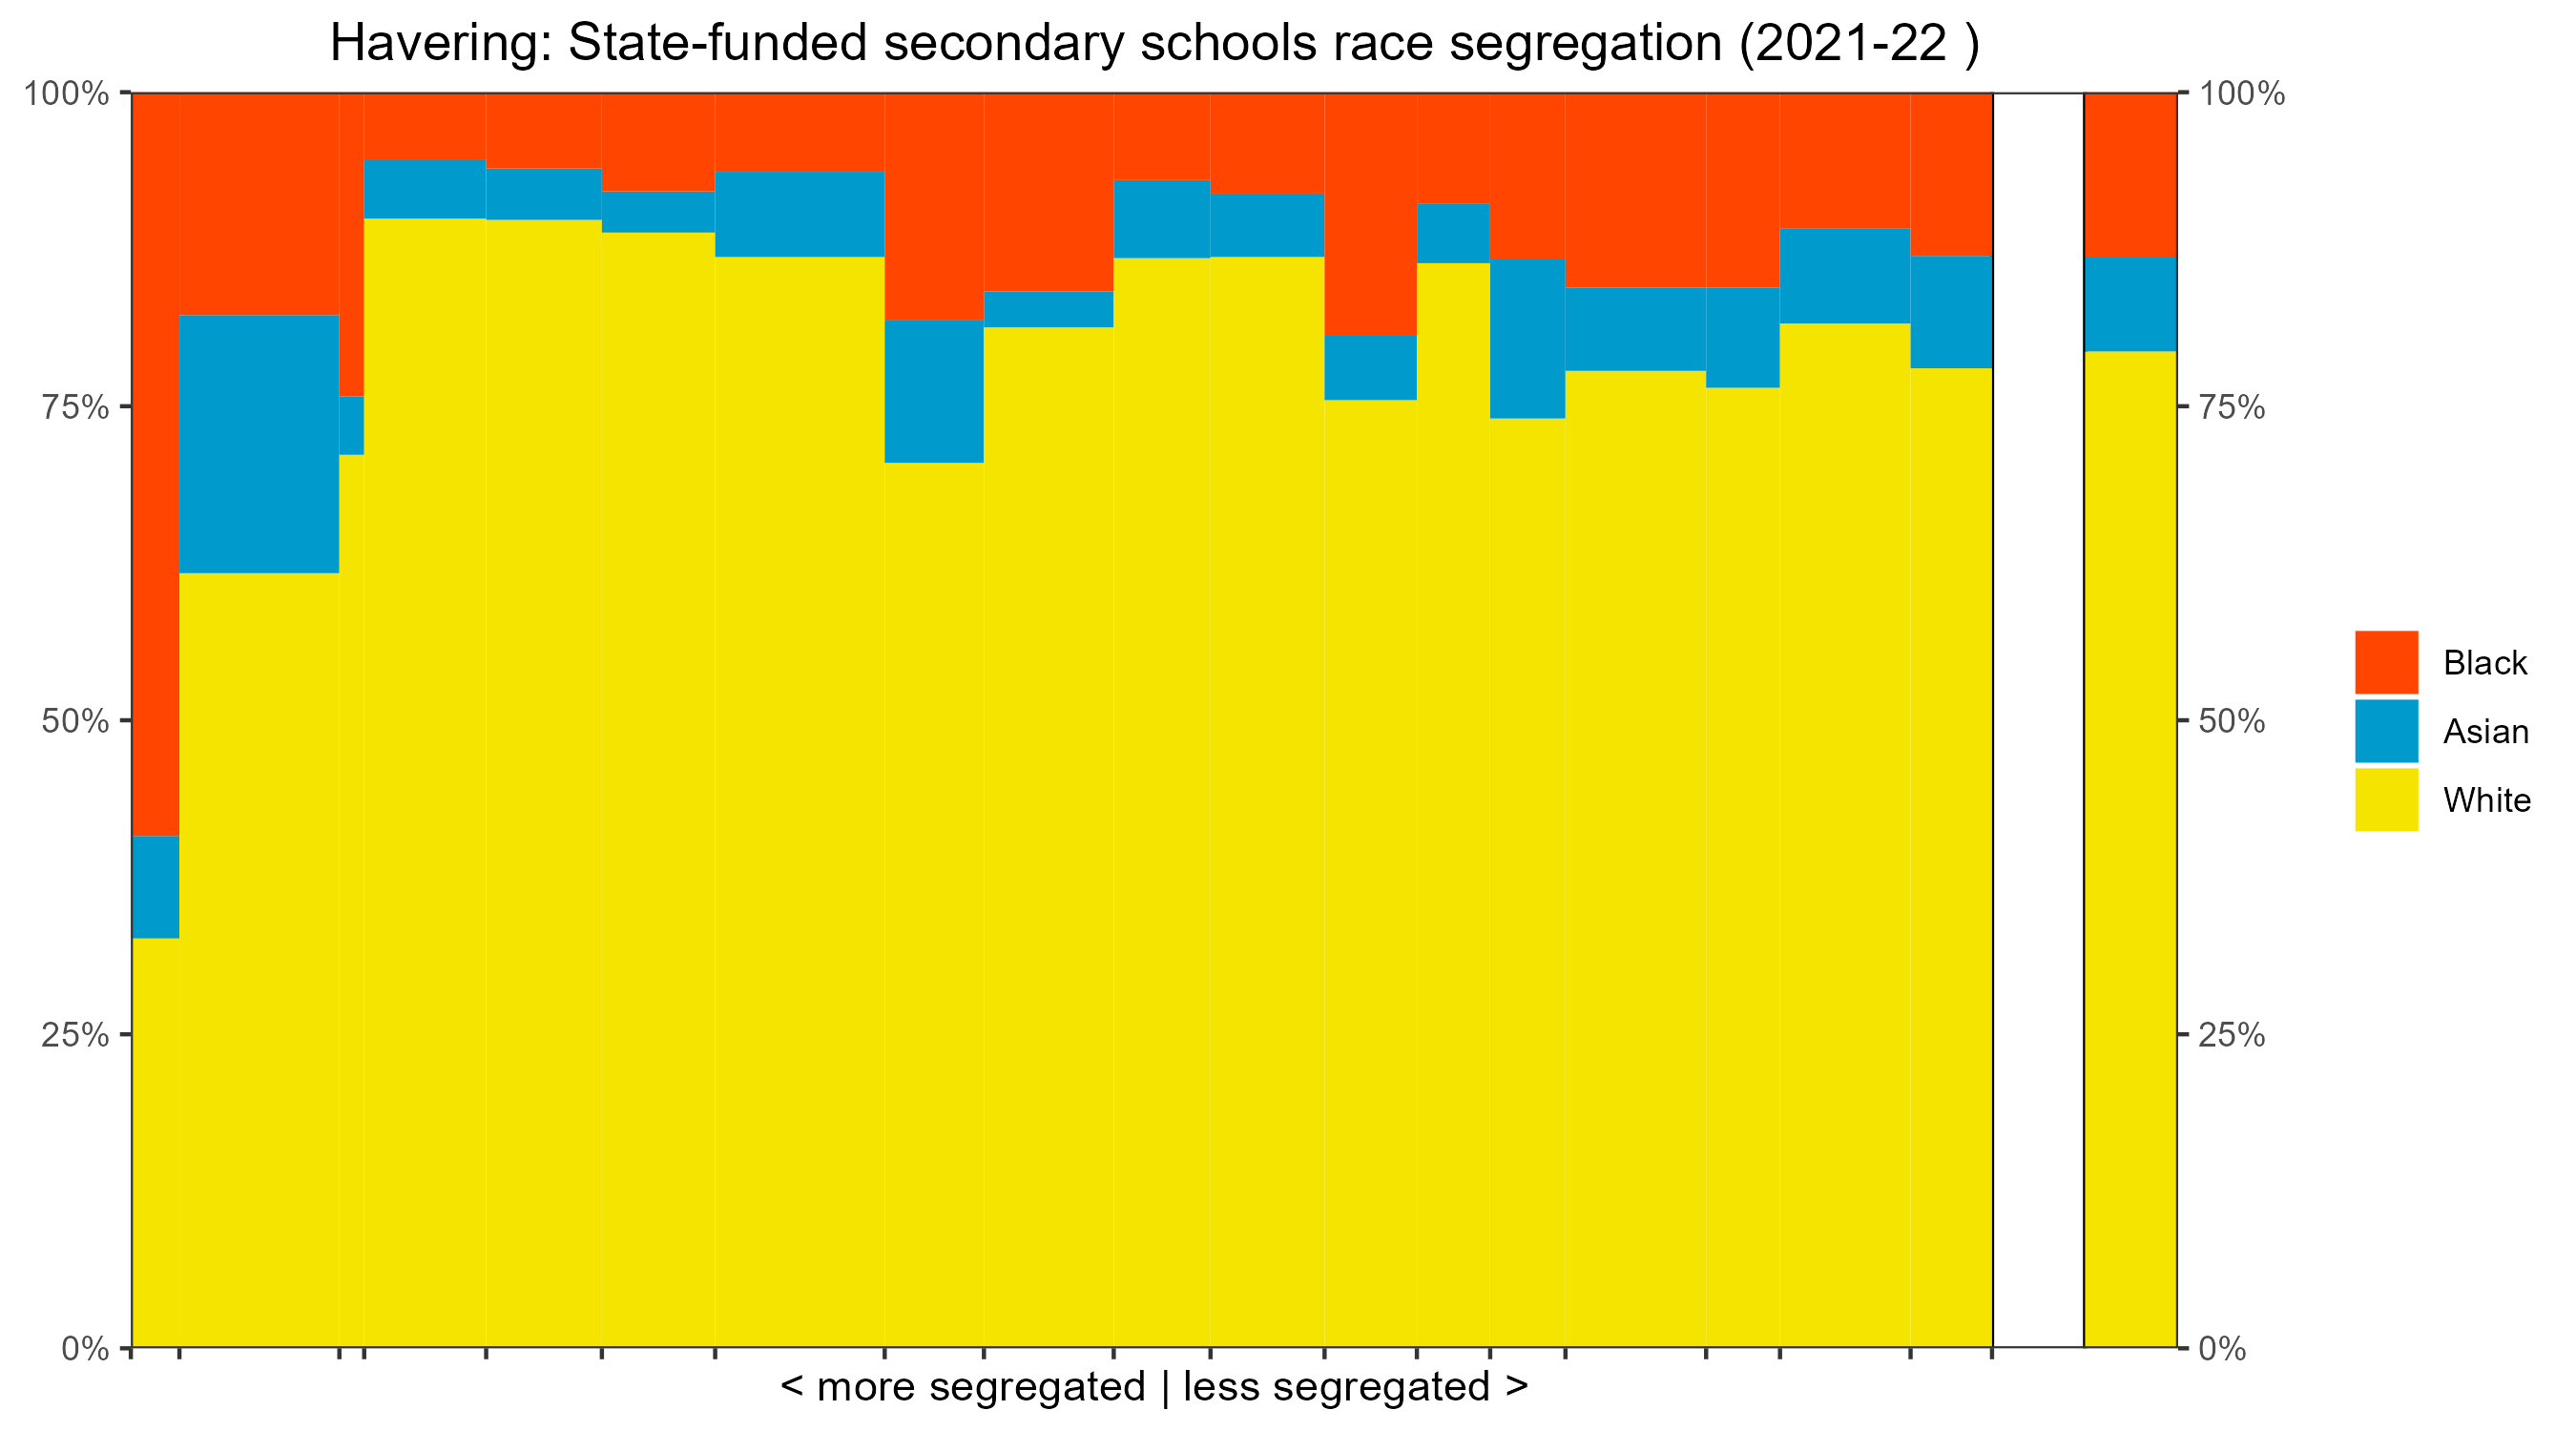 Havering: State-funded secondary schools race segregation (2021-22 )
100%
75%
50%
25%
0%
100%
75%
50%
25%
0%
Black
Asian
White
< more segregated | less segregated >